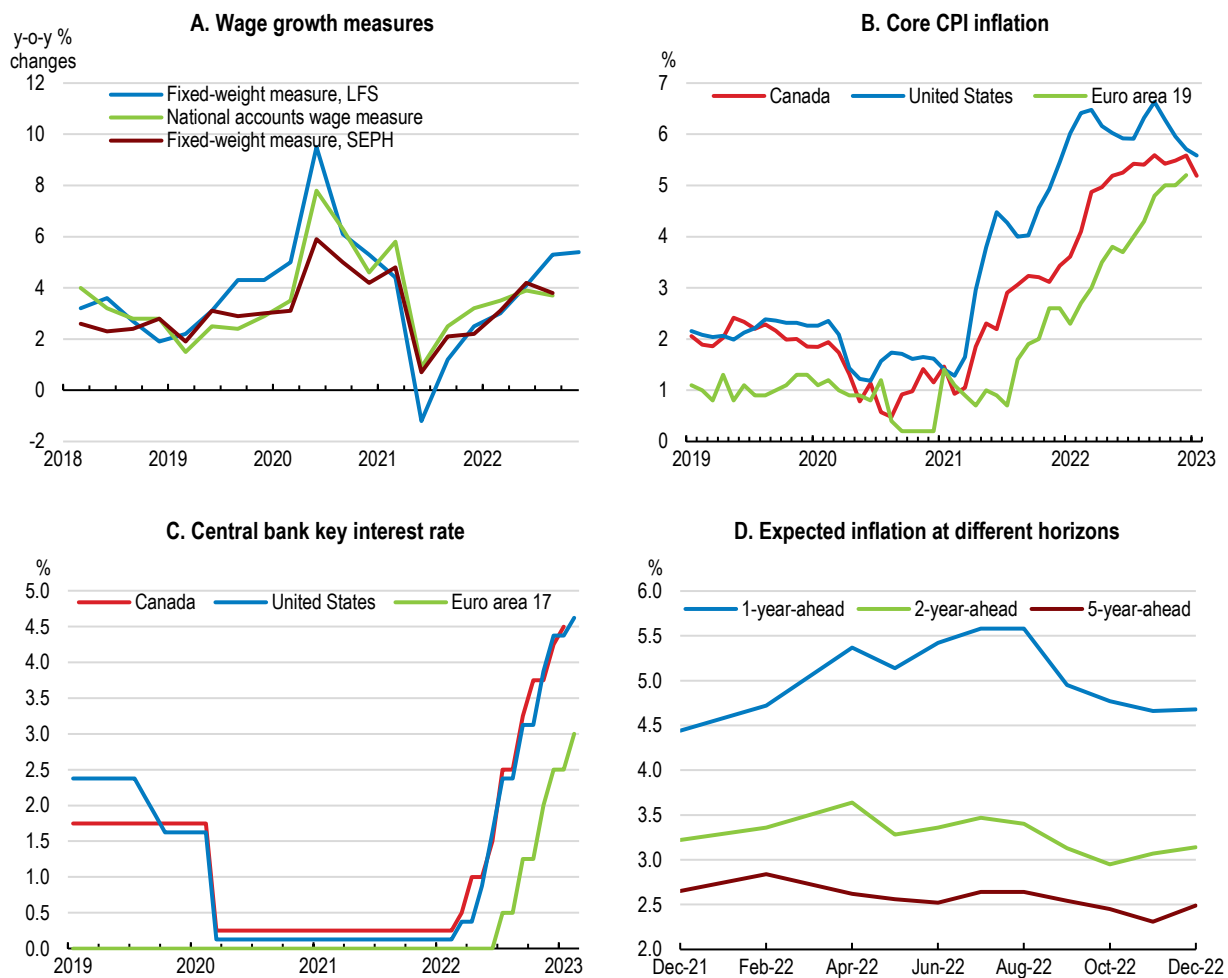 A. Wage growth measures
y-o-y %
changes
Fixed-weight measure, LFS
National accounts wage measure
Fixed-weight measure, SEPH
12
10
8
6
4
2
0
-2
2018 2019 2020 2021 2022
B. Core CPI inflation
%
Canada United States Euro area 19
7
6
5
4
3
2
1
0
2019 2020 2021 2022 2023
C. Central bank key interest rate
%
Canada United States Euro area 17
5.0
4.5
4.0
3.5
3.0
2.5
2.0
1.5
1.0
0.5
0.0
2019 2020 2021 2022 2023
D. Expected inflation at different horizons
%
1-year-ahead 2-year-ahead 5-year-ahead
6.0
5.5
5.0
4.5
4.0
3.5
3.0
2.5
2.0
Dec-21 Feb-22 Apr-22 Jun-22 Aug-22 Oct-22 Dec-22